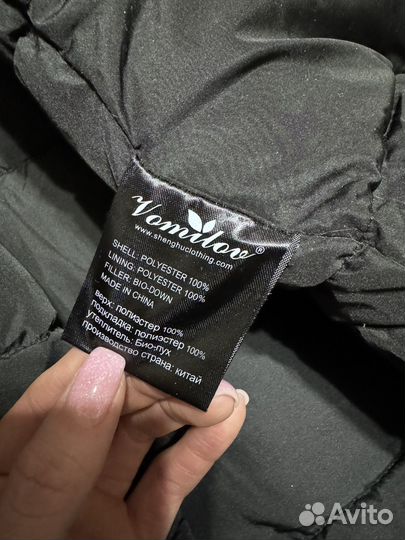 Vomilov®
www.shenghuclothing.com
SHELL: POLYESTER 100%
LINING: POLYESTER 100%
FILLER: BIO-DOWN
MADE IN CHINA
верх: полиэстер 100%
подкладка: полиэстер 100%
утеплитель: Био-пух
производство страна: китай
Avito